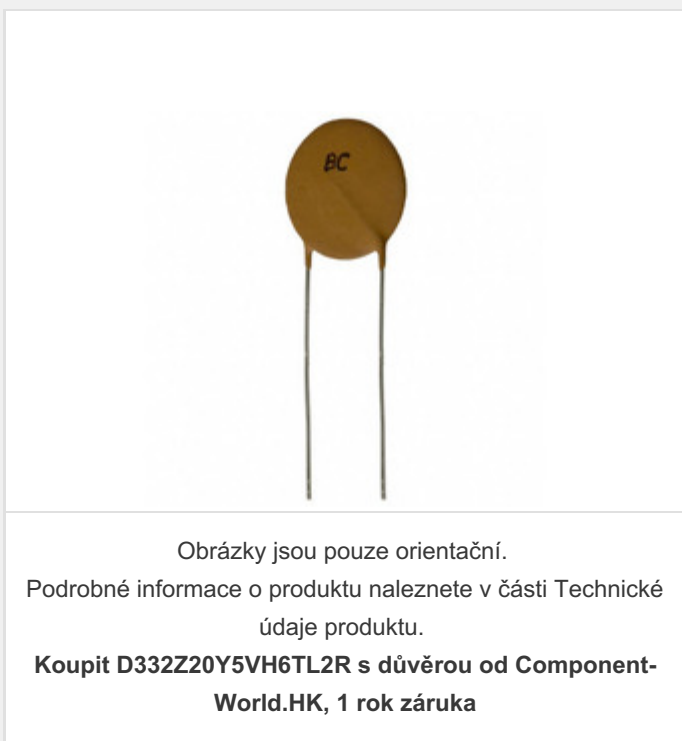 BC
Obrázky jsou pouze orientační.
Podrobné informace o produktu naleznete v části Technické
údaje produktu.
Koupit D332Z20Y5VH6TL2R s důvěrou od Component-
World.HK, 1 rok záruka